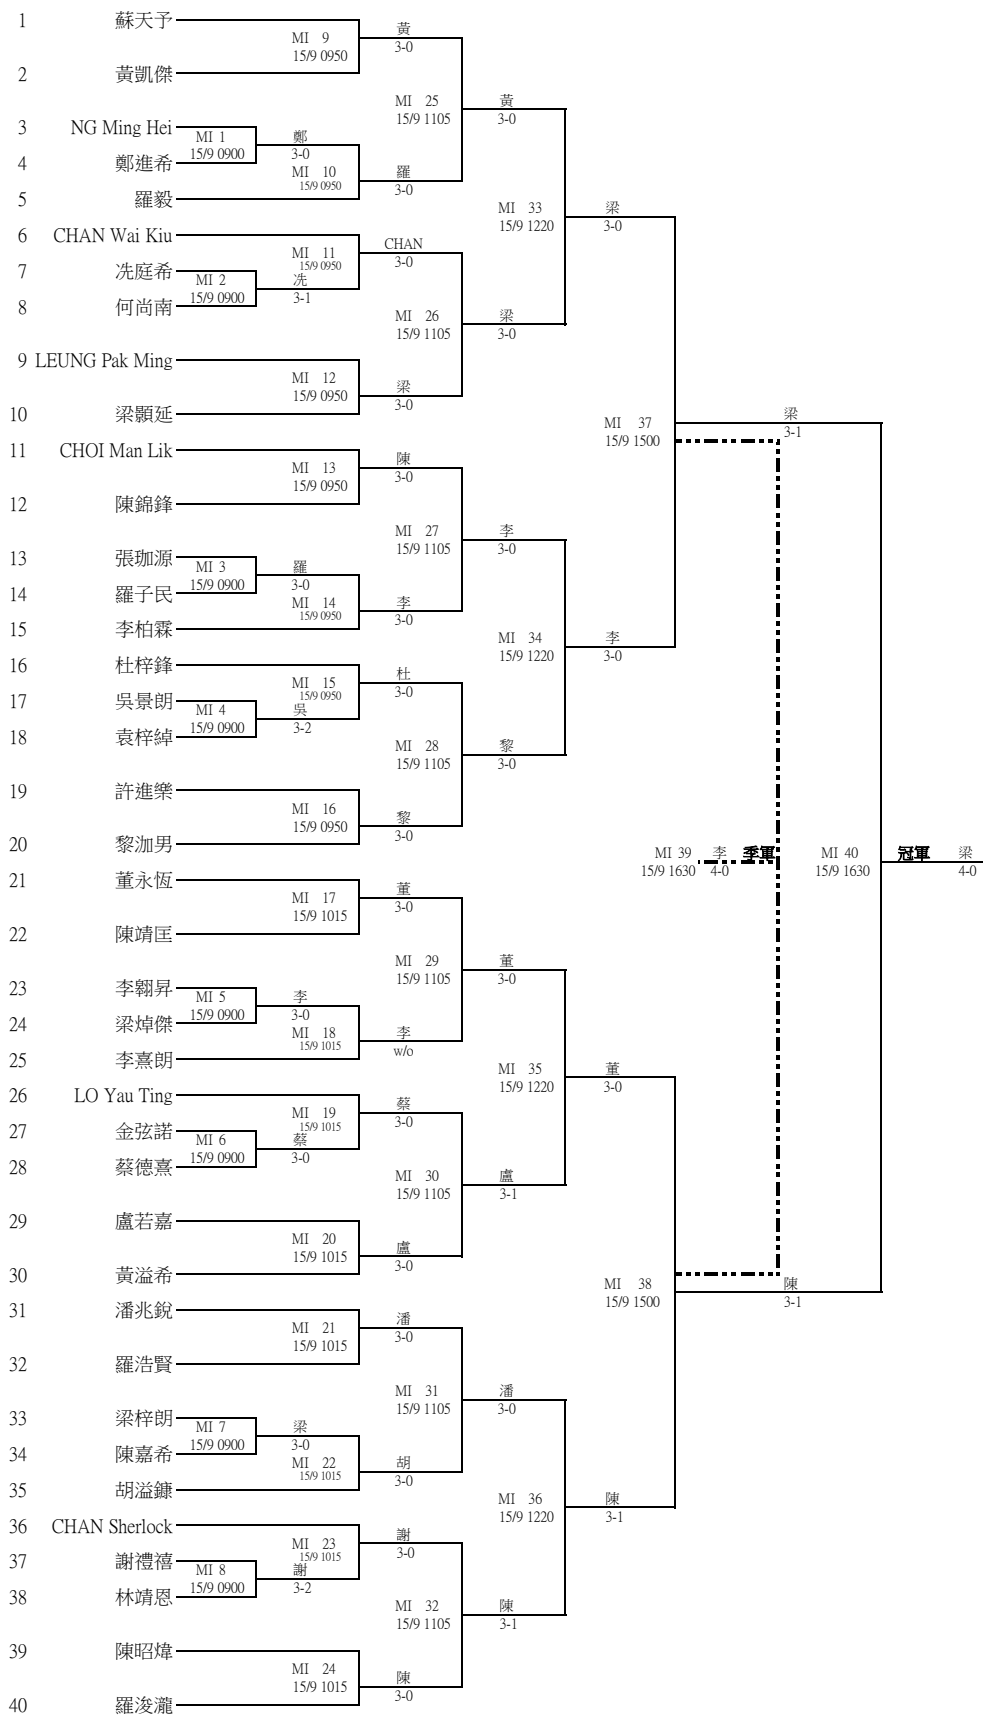 1 蘇天予
MI 9 黃
15/9 0950 3-0
2 黃凱傑
MI 25 黃
15/9 1105 3-0
3 NG Ming Hei
MI 1 鄭
15/9 0900 3-0
4 鄭進希
MI 10 羅
15/9 0950 3-0
5 羅毅
MI 33 梁
15/9 1220 3-0
6 CHAN Wai Kiu
MI 11 CHAN
15/9 0950 3-0
7 冼庭希
MI 2 冼
15/9 0900 3-1
8 何尚南
MI 26 梁
15/9 1105 3-0
9 LEUNG Pak Ming
MI 12 梁
15/9 0950 3-0
10 梁顥延
MI 37 梁
15/9 1500 3-1
11 CHOI Man Lik
MI 13 陳
15/9 0950 3-0
12 陳錦鋒
MI 27 李
15/9 1105 3-0
13 張珈源
MI 3 羅
15/9 0900 3-0
14 羅子民
MI 14 李
15/9 0950 3-0
15 李柏霖
MI 34 李
15/9 1220 3-0
16 杜梓鋒
MI 15 杜
15/9 0950 3-0
17 吳景朗
MI 4 吳
15/9 0900 3-2
18 袁梓綽
MI 28 黎
15/9 1105 3-0
19 許進樂
MI 16 黎
15/9 0950 3-0
20 黎洳男
MI 39 李 季軍 MI 40 冠軍 梁
15/9 1630 4-0 15/9 1630 4-0
21 董永恆
MI 17 董
15/9 1015 3-0
22 陳靖匡
MI 29 董
15/9 1105 3-0
23 李翱昇
MI 5 李
15/9 0900 3-0
24 梁焯傑
MI 18 李
15/9 1015 w/o
25 李熹朗
MI 35 董
15/9 1220 3-0
26 LO Yau Ting
MI 19 蔡
15/9 1015 3-0
27 金弦諾
MI 6 蔡
15/9 0900 3-0
28 蔡德熹
MI 30 盧
15/9 1105 3-1
29 盧若嘉
MI 20 盧
15/9 1015 3-0
30 黃溢希
MI 38 陳
15/9 1500 3-1
31 潘兆銳
MI 21 潘
15/9 1015 3-0
32 羅浩賢
MI 31 潘
15/9 1105 3-0
33 梁梓朗
MI 7 梁
15/9 0900 3-0
34 陳嘉希
MI 22 胡
15/9 1015 3-0
35 胡溢鏮
MI 36 陳
15/9 1220 3-1
36 CHAN Sherlock
MI 23 謝
15/9 1015 3-0
37 謝禮禧
MI 8 謝
15/9 0900 3-2
38 林靖恩
MI 32 陳
15/9 1105 3-1
39 陳昭煒
MI 24 陳
15/9 1015 3-0
40 羅浚瀧